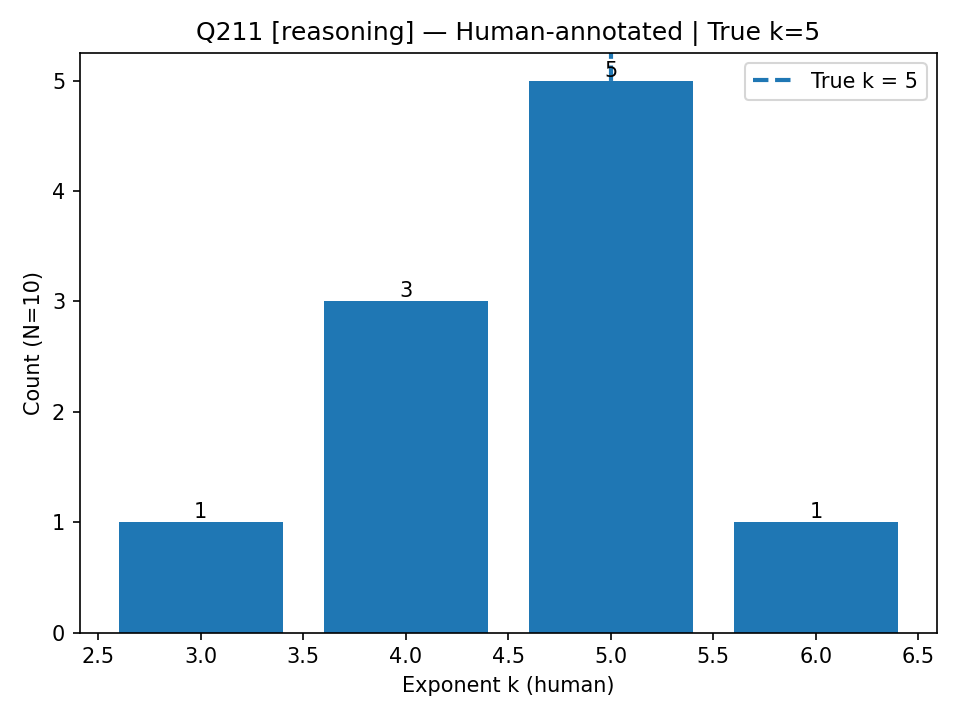 Q211 [reasoning] — Human-annotated | True k=5
True k = 5
Count (N=10)
5
4
3
2
1
0
1
3
5
1
2.5 3.0 3.5 4.0 4.5 5.0 5.5 6.0 6.5
Exponent k (human)